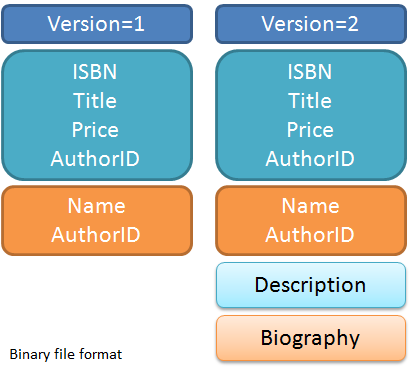 Version=1
ISBN
Title
Price
AuthorID
Name
AuthorID
Version=2
ISBN
Title
Price
AuthorID
Name
AuthorID
Description
Biography
Binary file format